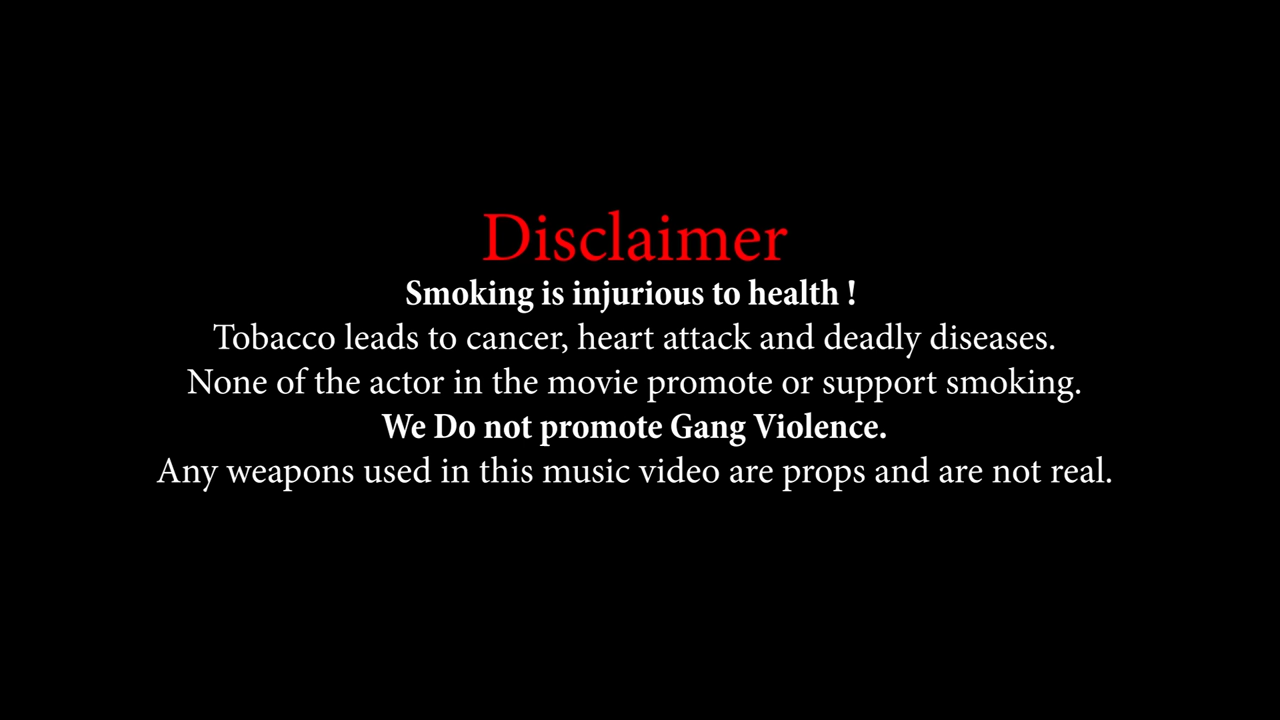 Disclaimer
Smoking is injurious to health !
Tobacco leads to cancer, heart attack and deadly diseases.
None of the actor in the movie promote or support smoking.
We Do not promote Gang Violence.
Any weapons used in this music video are props and are not real.